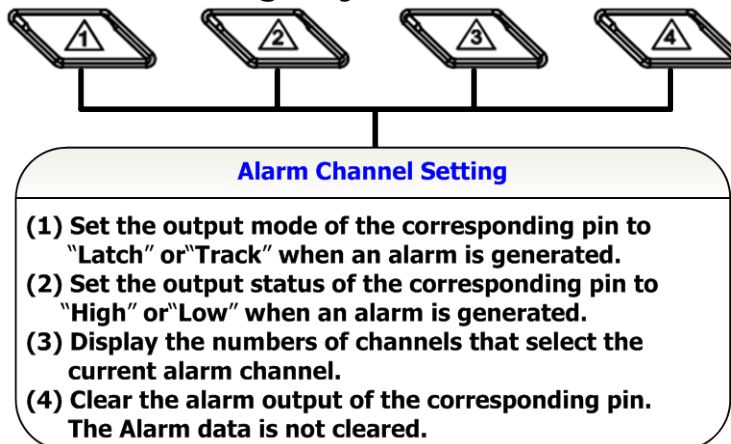 1 2 3 4
Alarm Channel Setting
(1) Set the output mode of the corresponding pin to
"Latch" or"Track" when an alarm is generated.
(2) Set the output status of the corresponding pin to
"High" or"Low" when an alarm is generated.
(3) Display the numbers of channels that select the
current alarm channel.
(4) Clear the alarm output of the corresponding pin.
The Alarm data is not cleared.